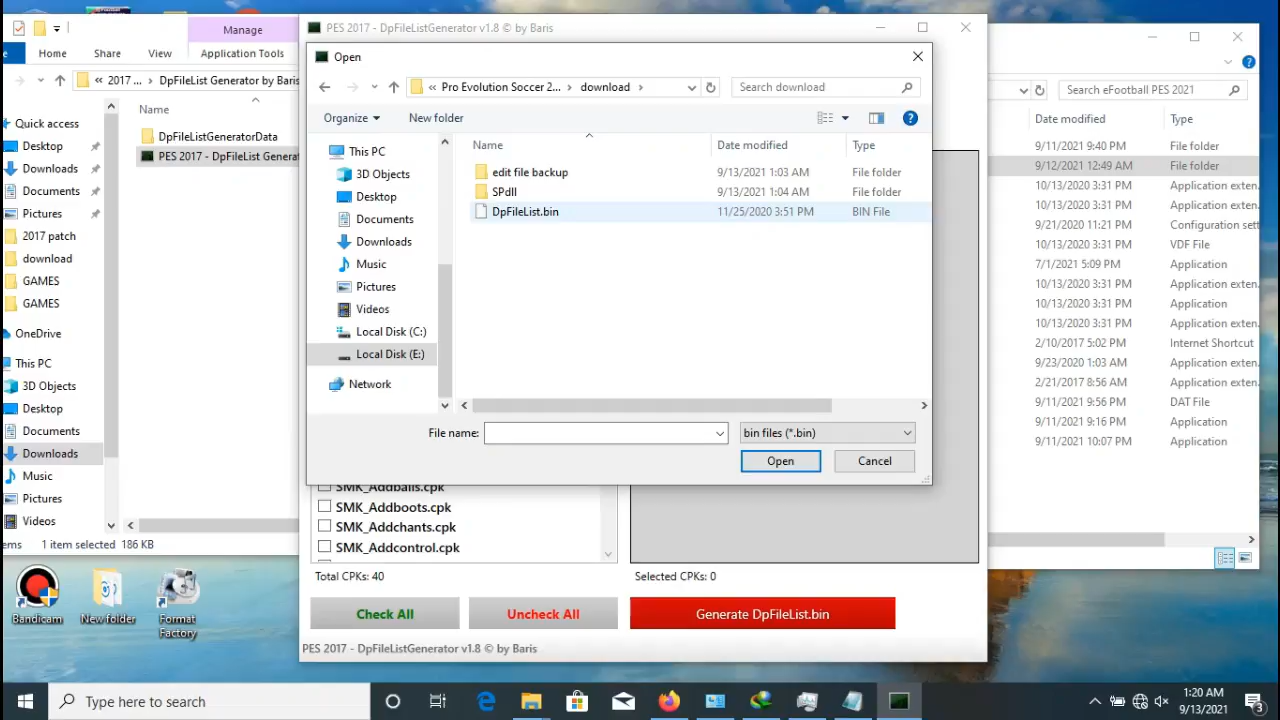 Manage
Home
Share
View
Application Tools
« 2017 ... > DpFileList Generator by Baris
Name
DpFileListGeneratorData
PES 2017 - DpFileList Generat
Quick access
Desktop
Downloads
Documents
Pictures
2017 patch
download
GAMES
GAMES
OneDrive
This PC
3D Objects
Desktop
Documents
Downloads
Music
Pictures
Videos
ems
1 item selected 186 KB
PES 2017 - DpFileListGenerator v1.8 © by Baris
Open
« Pro Evolution Soccer 2... > download >
Search download
Organize
New folder
This PC
3D Objects
Desktop
Documents
Downloads
Music
Pictures
Videos
Local Disk (C:)
Local Disk (E:)
Network
Name
Date modified
Type
edit file backup
9/13/2021 1:03 AM
File folder
SPdll
9/13/2021 1:04 AM
File folder
DpFileList.bin
11/25/2020 3:51 PM
BIN File
File name:
bin files (*.bin)
Open
Cancel
SMK_Addballs.cpk
SMK_Addboots.cpk
SMK_Addchants.cpk
SMK_Addcontrol.cpk
Total CPKs: 40
Selected CPKs: 0
Check All
Uncheck All
Generate DpFileList.bin
PES 2017 - DpFileListGenerator v1.8 © by Baris
Search eFootball PES 2021
Date modified
Type
9/11/2021 9:40 PM
File folder
9/12/2021 12:49 AM
File folder
10/13/2020 3:31 PM
Application exten.
10/13/2020 3:31 PM
Application exten.
9/21/2020 11:21 PM
Configuration sett
10/13/2020 3:31 PM
VDF File
7/1/2021 5:09 PM
Application
10/13/2020 3:31 PM
Application exten.
10/13/2020 3:31 PM
Application
10/13/2020 3:31 PM
Application exten.
2/10/2017 5:02 PM
Internet Shortcut
9/23/2020 1:03 AM
Application exten.
2/21/2017 8:56 AM
Application exten.
9/11/2021 9:56 PM
DAT File
9/11/2021 9:16 PM
Application
9/11/2021 10:07 PM
Application
Bandicam
New folder
Format
Factory
Type here to search
1:20 AM
9/13/2021
3